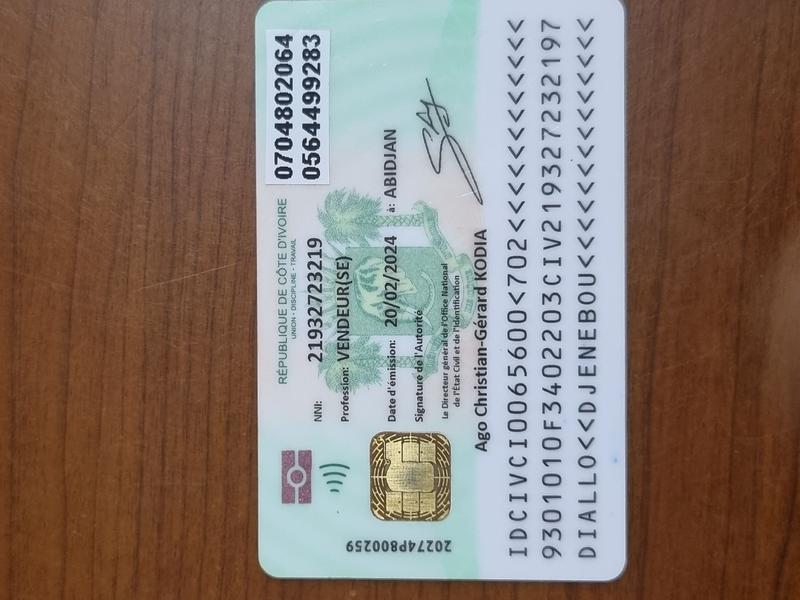 RÉPUBLIQUE DE CÔTE D'IVOIRE
UNION - DISCIPLINE - TRAVAIL
0704802064
0564499283
NNI: 21932723219
Profession: VENDEUR(SE)
Date d'émission: 20/02/2024 à: ABIDJAN
Signature de l'Autorité
Le Directeur général de l'Office National
de l'État Civil et de l'Identification
Ago Christian-Gérard KODIA
20274P800259
IDCIVCI0065600<702<<<<<<<<<<<<
9301010F3402203CIV219327232197
DIALLO<<DJENEBOU<<<<<<<<<<<<<<